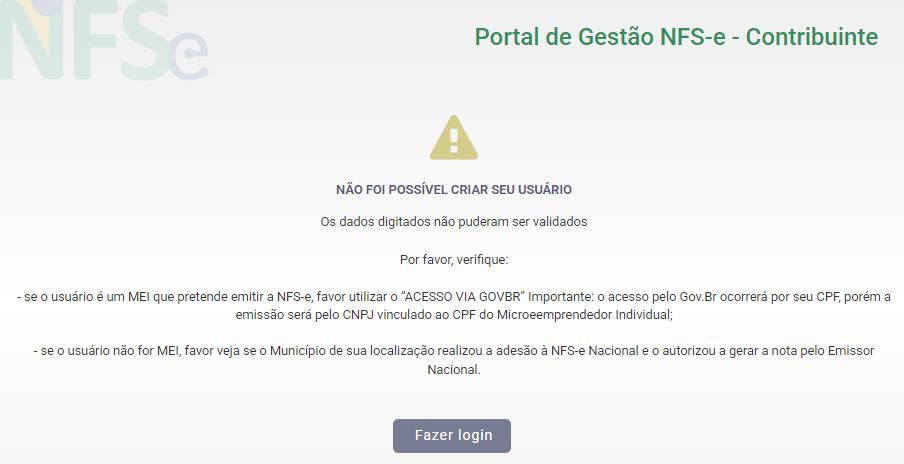 NFSe
Portal de Gestão NFS-e - Contribuinte
NÃO FOI POSSÍVEL CRIAR SEU USUÁRIO
Os dados digitados não puderam ser validados
Por favor, verifique:
- se o usuário é um MEI que pretende emitir a NFS-e, favor utilizar o “ACESSO VIA GOVBR” Importante: o acesso pelo Gov.Br ocorrerá por seu CPF, porém a
emissão será pelo CNPJ vinculado ao CPF do Microeemprendedor Individual;
- se o usuário não for MEI, favor veja se o Município de sua localização realizou a adesão à NFS-e Nacional e o autorizou a gerar a nota pelo Emissor
Nacional.
Fazer login